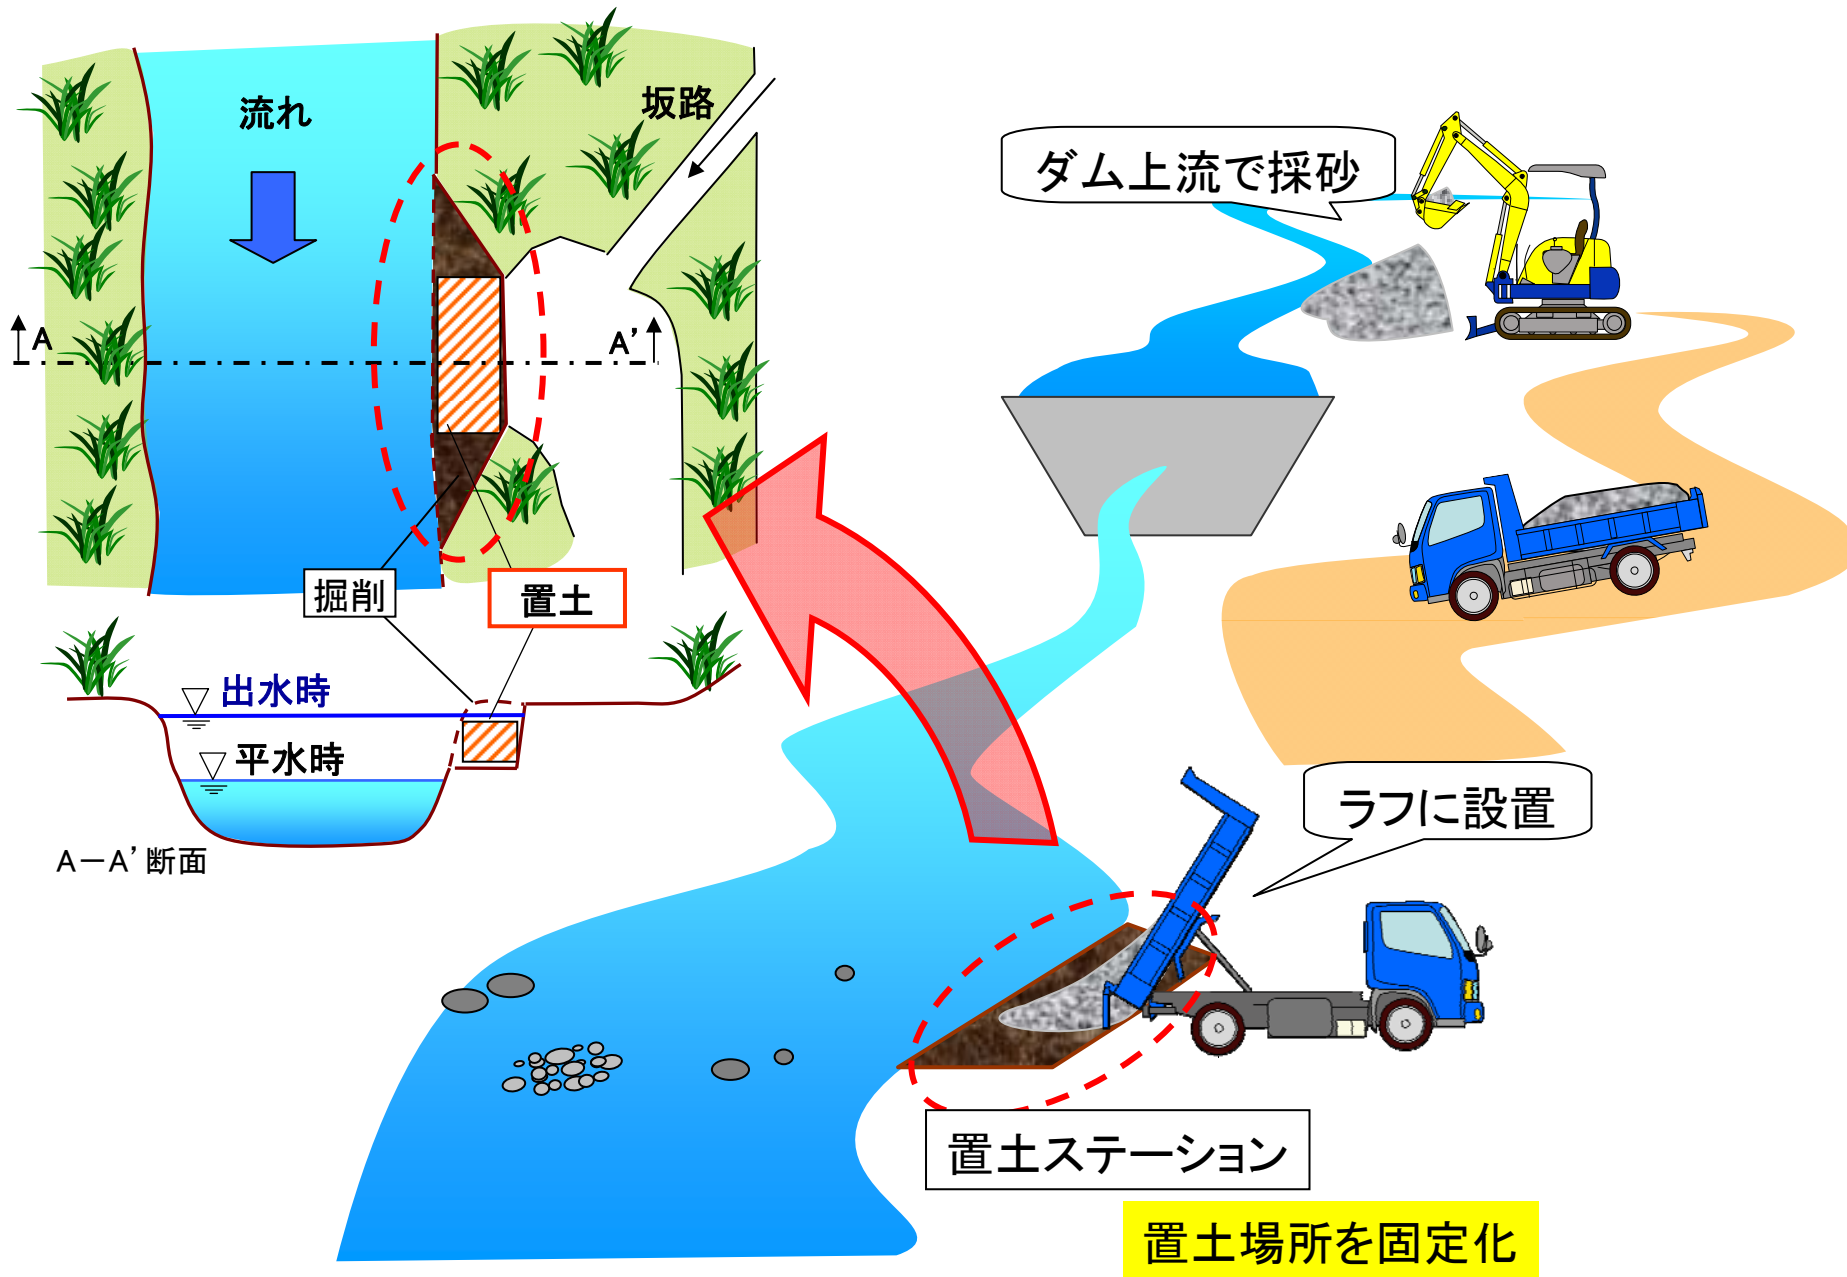 流れ
坂路
A
A’
掘削
置土
出水時
平水時
A－A’断面
ダム上流で採砂
ラフに設置
置土ステーション
置土場所を固定化